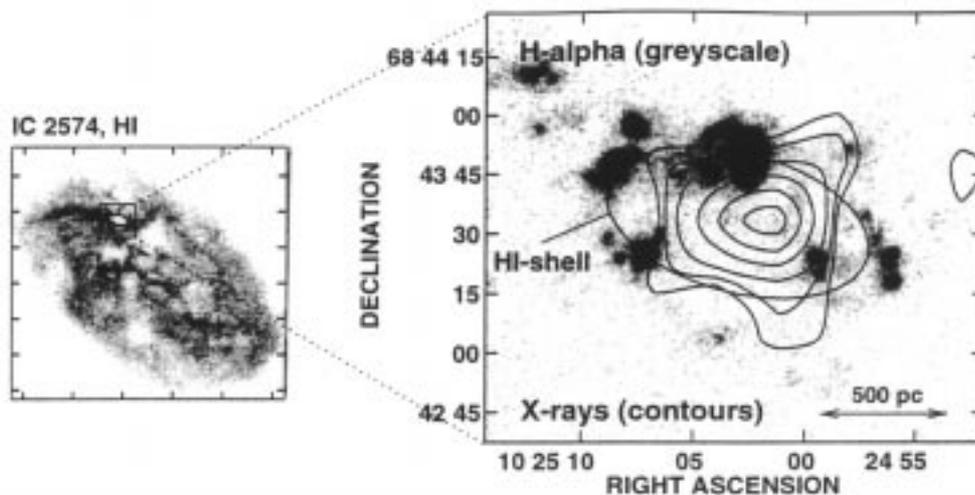 IC 2574, HI
H-alpha (greyscale)
68 44 15
00
43 45
30
15
00
42 45
DECLINATION
HI-shell
X-rays (contours)
500 pc
10 25 10
05
00
24 55
RIGHT ASCENSION